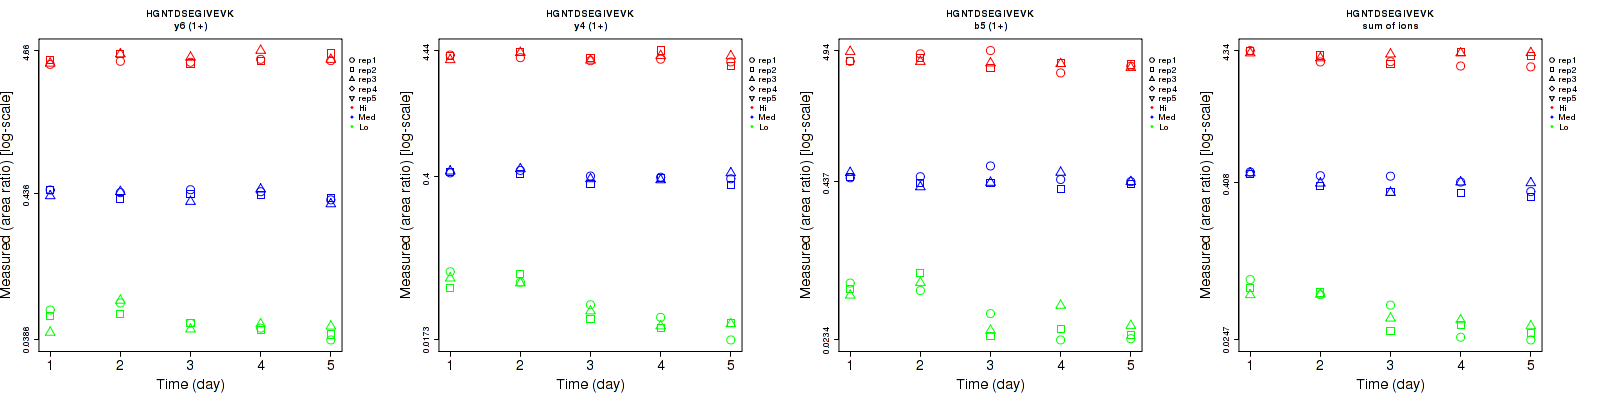 HGNTDSEGIVEVK
y6 (1+)
Measured (area ratio) [log-scale]
4.66
0.436
0.0386
1 2 3 4 5
Time (day)
rep1
rep2
rep3
rep4
rep5
Hi
Med
Lo
HGNTDSEGIVEVK
y4 (1+)
Measured (area ratio) [log-scale]
4.44
0.4
0.0173
1 2 3 4 5
Time (day)
rep1
rep2
rep3
rep4
rep5
Hi
Med
Lo
HGNTDSEGIVEVK
b5 (1+)
Measured (area ratio) [log-scale]
4.94
0.437
0.0234
1 2 3 4 5
Time (day)
rep1
rep2
rep3
rep4
rep5
Hi
Med
Lo
HGNTDSEGIVEVK
sum of ions
Measured (area ratio) [log-scale]
4.34
0.408
0.0247
1 2 3 4 5
Time (day)
rep1
rep2
rep3
rep4
rep5
Hi
Med
Lo